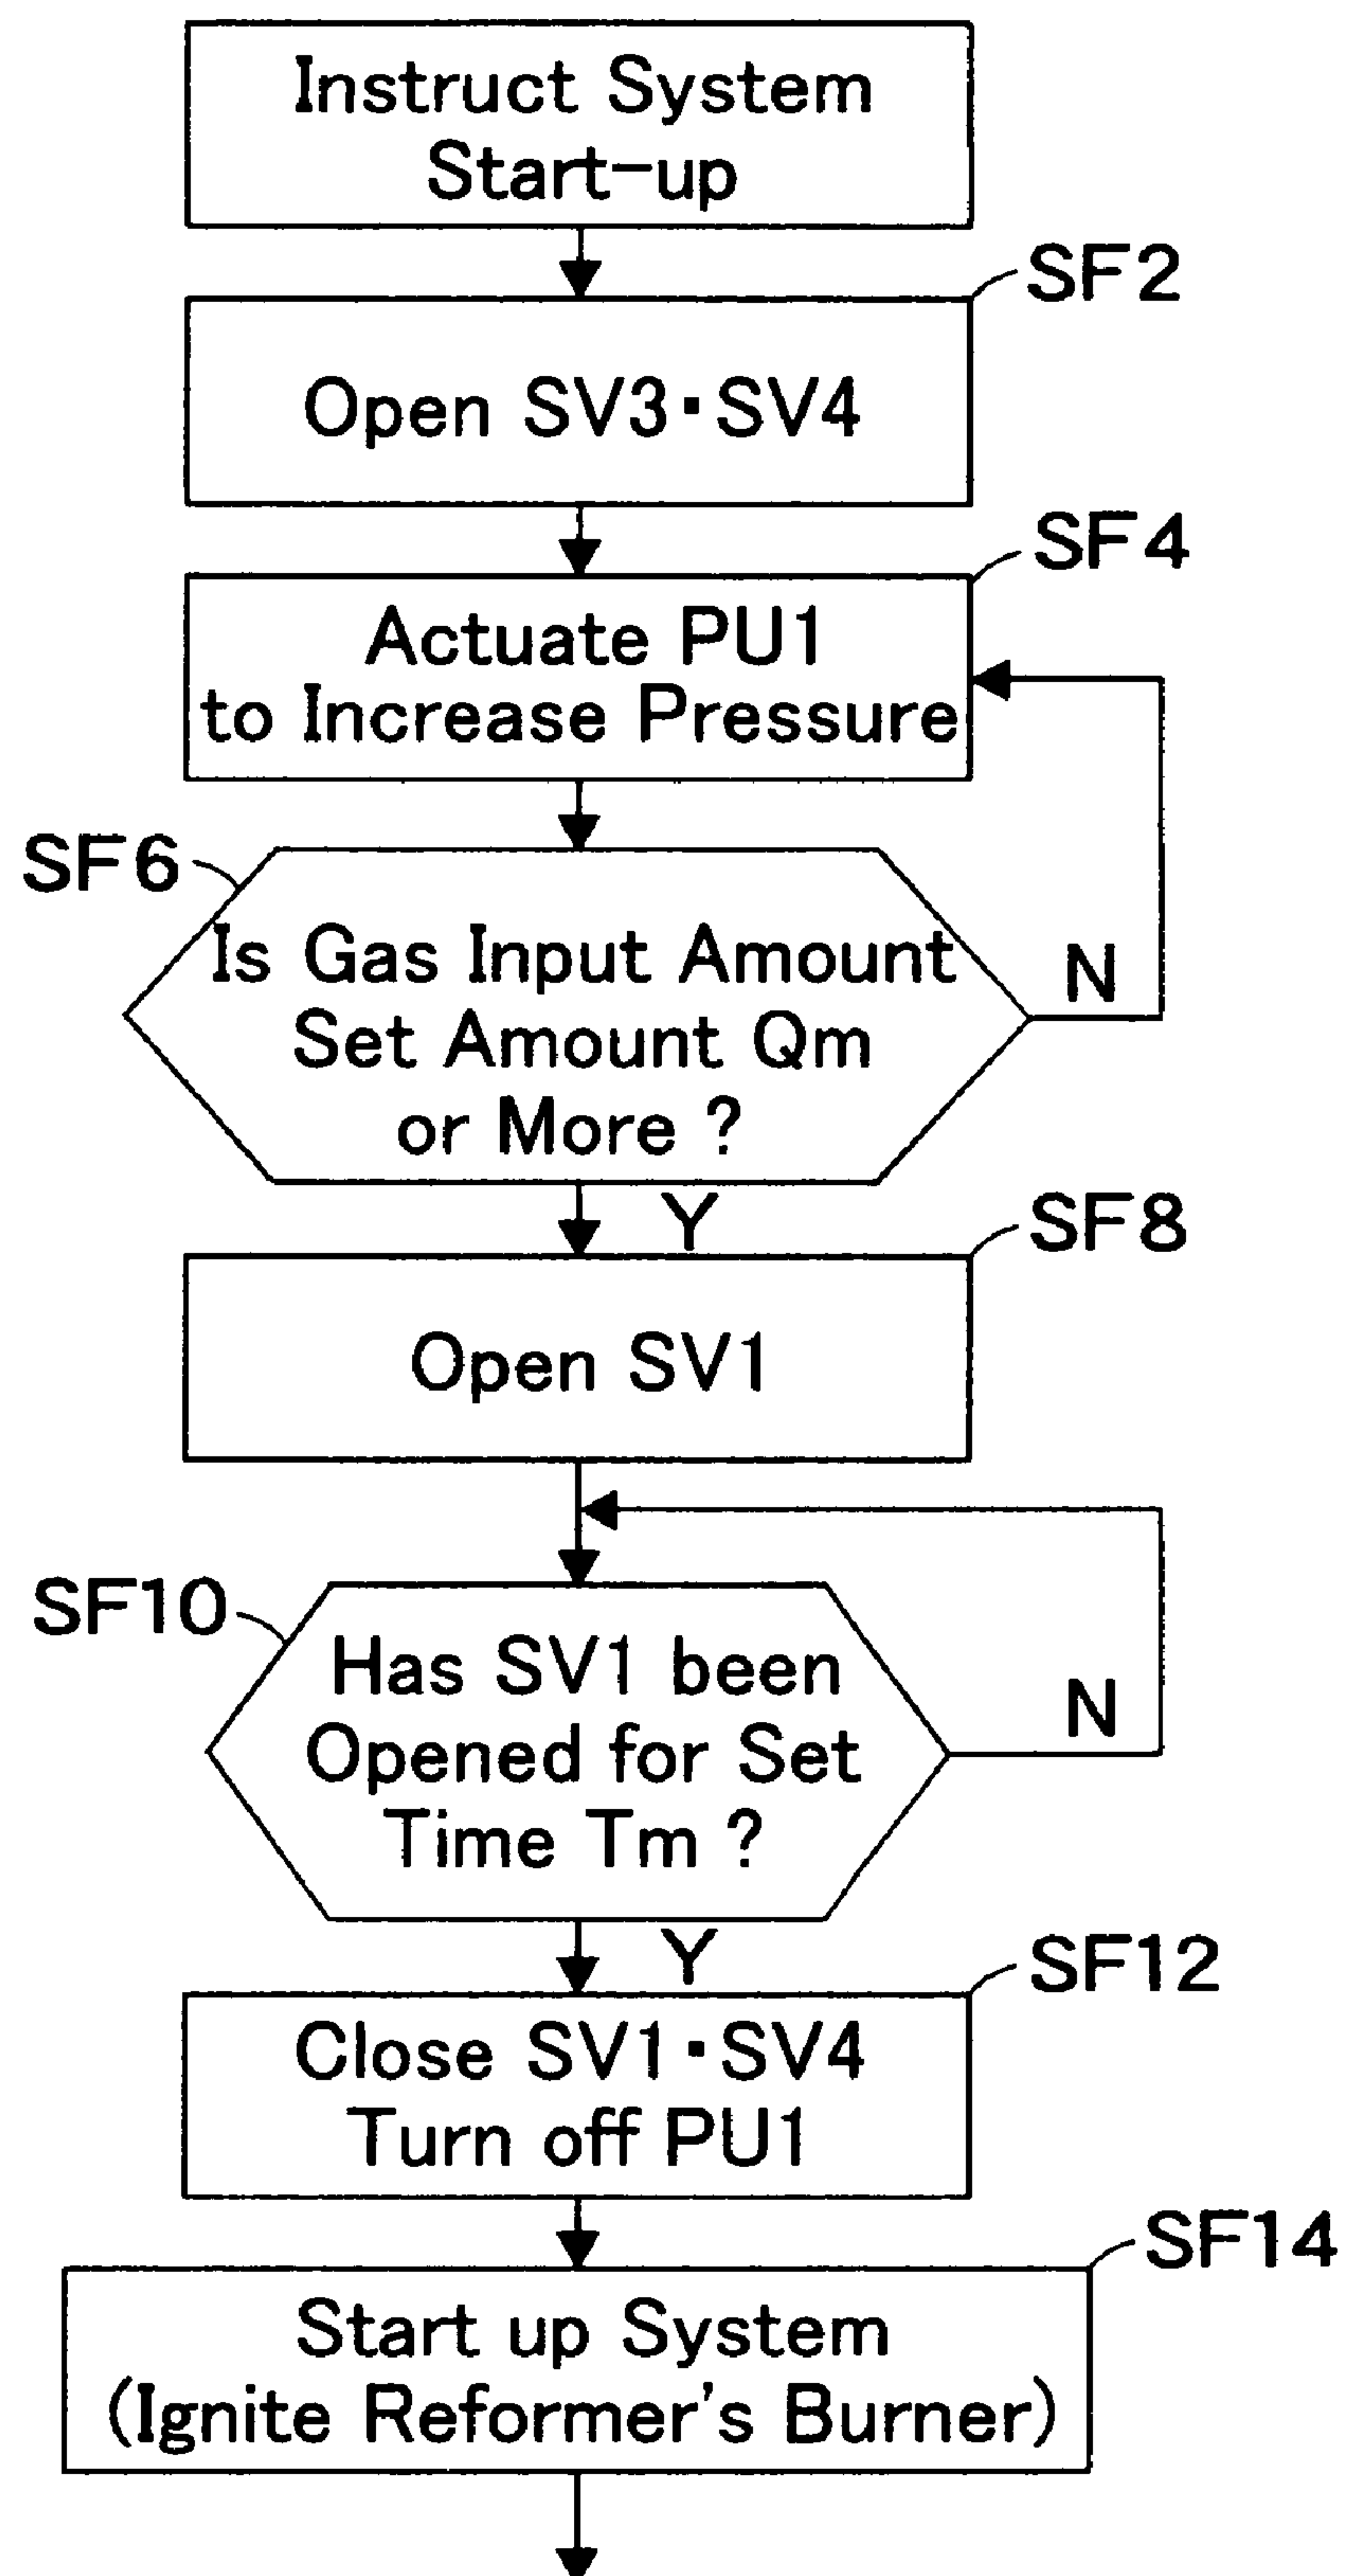 Instruct System
Start-up
SF2
Open SV3▪SV4
SF4
Actuate PU1
to Increase Pressure
SF6
Is Gas Input Amount
Set Amount Qm
or More ?
N
Y
SF8
Open SV1
SF10
Has SV1 been
Opened for Set
Time Tm ?
N
Y
SF12
Close SV1▪SV4
Turn off PU1
SF14
Start up System
(Ignite Reformer's Burner)